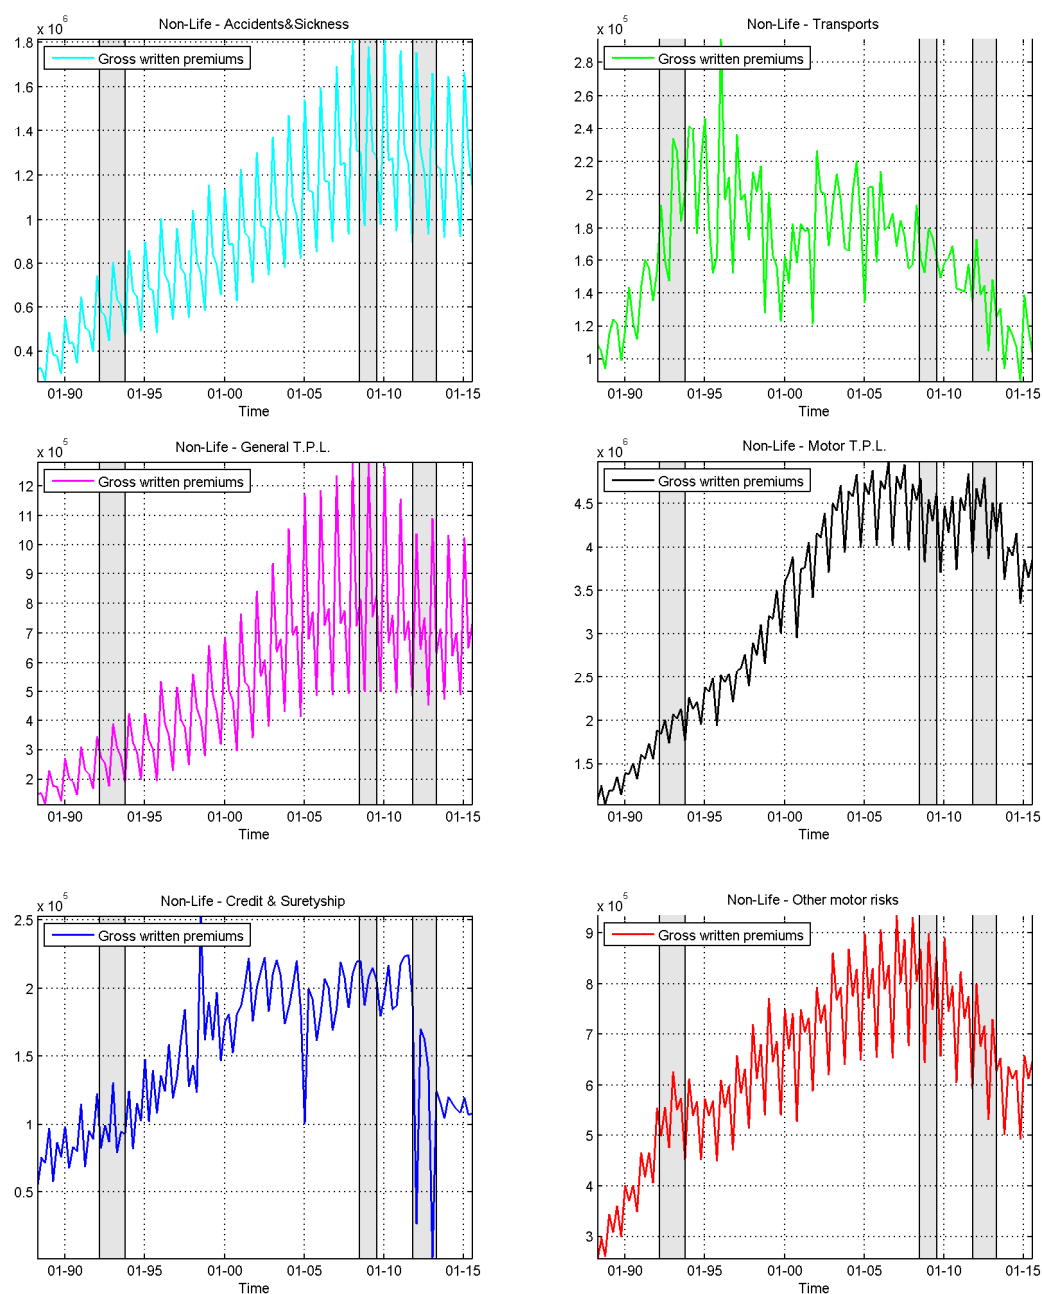 Non-Life - Accidents&Sickness
x 10^6
Gross written premiums
1.8
1.6
1.4
1.2
1
0.8
0.6
0.4
01-90 01-95 01-00 01-05 01-10 01-15
Time
Non-Life - Transports
x 10^5
Gross written premiums
2.8
2.6
2.4
2.2
2
1.8
1.6
1.4
1.2
1
01-90 01-95 01-00 01-05 01-10 01-15
Time
Non-Life - General T.P.L.
x 10^5
Gross written premiums
12
11
10
9
8
7
6
5
4
3
2
01-90 01-95 01-00 01-05 01-10 01-15
Time
Non-Life - Motor T.P.L.
x 10^6
Gross written premiums
4.5
4
3.5
3
2.5
2
1.5
01-90 01-95 01-00 01-05 01-10 01-15
Time
Non-Life - Credit & Suretyship
x 10^5
Gross written premiums
2.5
2
1.5
1
0.5
01-90 01-95 01-00 01-05 01-10 01-15
Time
Non-Life - Other motor risks
x 10^5
Gross written premiums
9
8
7
6
5
4
3
01-90 01-95 01-00 01-05 01-10 01-15
Time